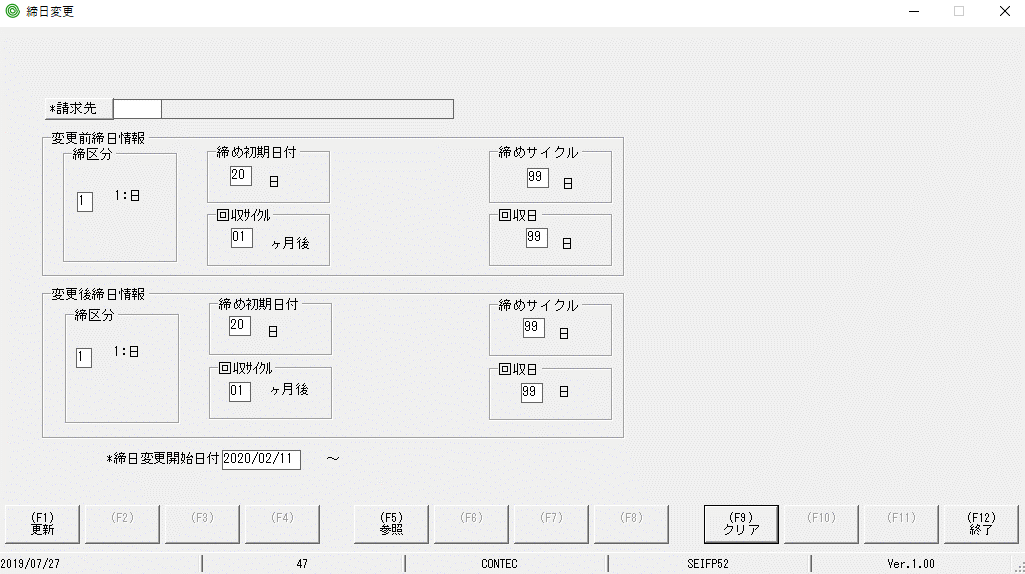 締日変更
*請求先
変更前締日情報
締区分
1 1:日
締め初期日付
20 日
締めサイクル
99 日
回収ｻｲｸﾙ
01 ヶ月後
回収日
99 日
変更後締日情報
締区分
1 1:日
締め初期日付
20 日
締めサイクル
99 日
回収ｻｲｸﾙ
01 ヶ月後
回収日
99 日
*締日変更開始日付 2020/02/11 ～
(F1) (F2) (F3) (F4) (F5) (F6) (F7) (F8) (F9) (F10) (F11) (F12)
更新 参照 クリア 終了
2019/07/27 47 CONTEC SEIFP52 Ver.1.00